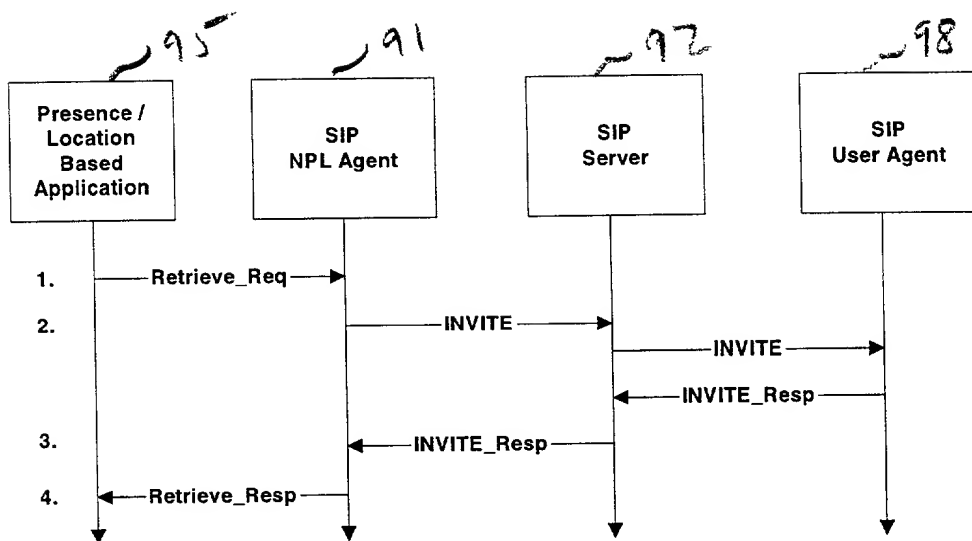 95
91
92
98
Presence /
Location
Based
Application
SIP
NPL Agent
SIP
Server
SIP
User Agent
1.
Retrieve_Req
2.
INVITE
INVITE
INVITE_Resp
3.
INVITE_Resp
4.
Retrieve_Resp